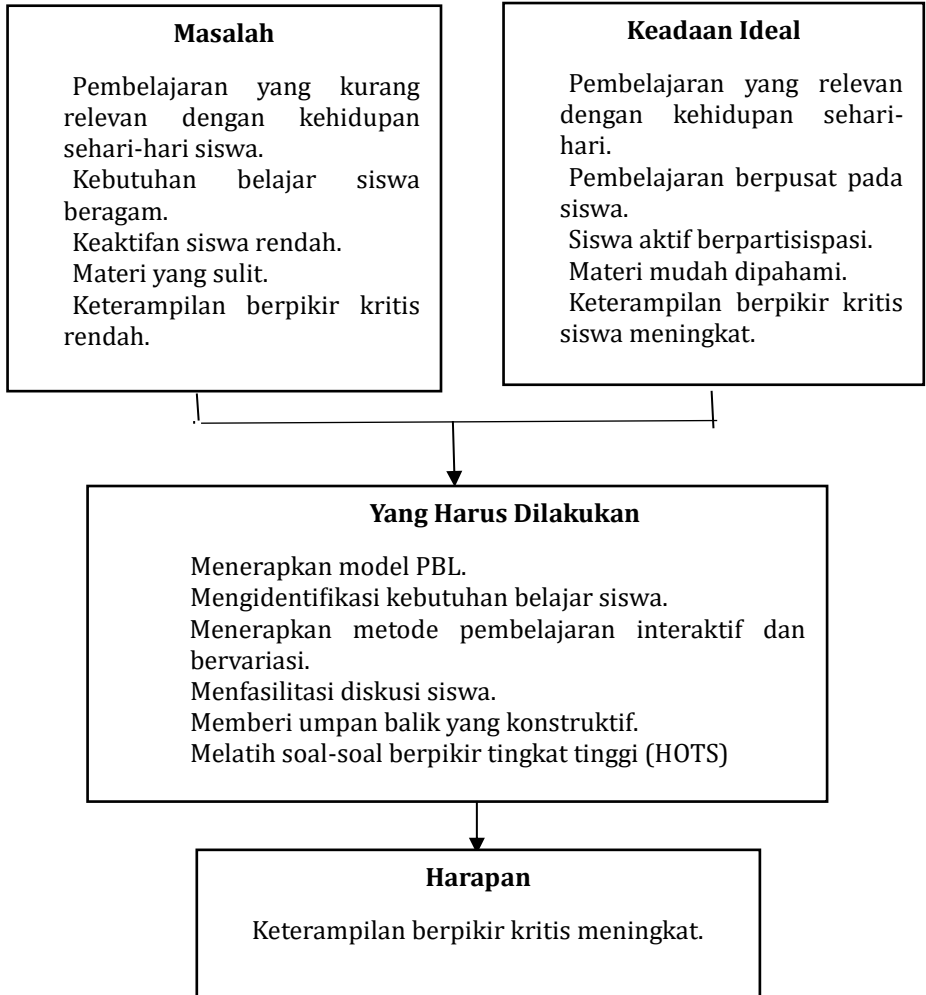 Masalah
Pembelajaran yang kurang
relevan dengan kehidupan
sehari-hari siswa.
Kebutuhan belajar siswa
beragam.
Keaktifan siswa rendah.
Materi yang sulit.
Keterampilan berpikir kritis
rendah.
Keadaan Ideal
Pembelajaran yang relevan
dengan kehidupan sehari-
hari.
Pembelajaran berpusat pada
siswa.
Siswa aktif berpartisispasi.
Materi mudah dipahami.
Keterampilan berpikir kritis
siswa meningkat.
Yang Harus Dilakukan
Menerapkan model PBL.
Mengidentifikasi kebutuhan belajar siswa.
Menerapkan metode pembelajaran interaktif dan
bervariasi.
Menfasilitasi diskusi siswa.
Memberi umpan balik yang konstruktif.
Melatih soal-soal berpikir tingkat tinggi (HOTS)
Harapan
Keterampilan berpikir kritis meningkat.